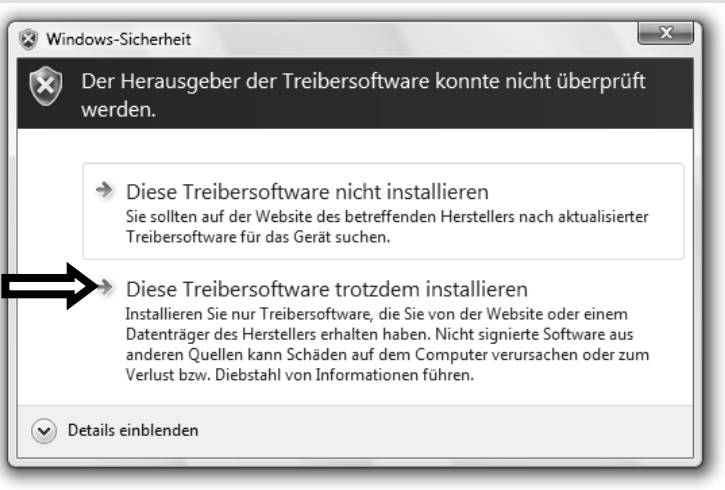 Windows-Sicherheit
Der Herausgeber der Treibersoftware konnte nicht überprüft
werden.
Diese Treibersoftware nicht installieren
Sie sollten auf der Website des betreffenden Herstellers nach aktualisierter
Treibersoftware für das Gerät suchen.
Diese Treibersoftware trotzdem installieren
Installieren Sie nur Treibersoftware, die Sie von der Website oder einem
Datenträger des Herstellers erhalten haben. Nicht signierte Software aus
anderen Quellen kann Schäden auf dem Computer verursachen oder zum
Verlust bzw. Diebstahl von Informationen führen.
Details einblenden